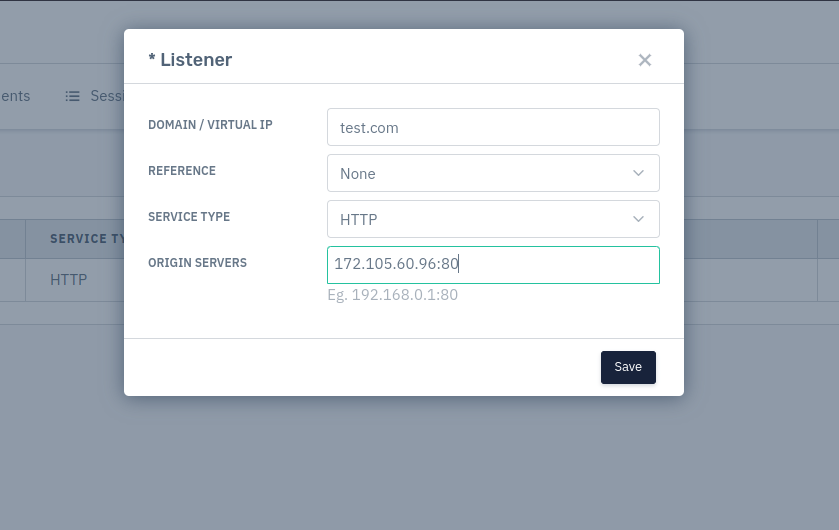 * Listener
ents
Sessi
DOMAIN / VIRTUAL IP
test.com
REFERENCE
None
SERVICE TYPE
HTTP
SERVICE TY
ORIGIN SERVERS
172.105.60.96:80
HTTP
Eg. 192.168.0.1:80
Save